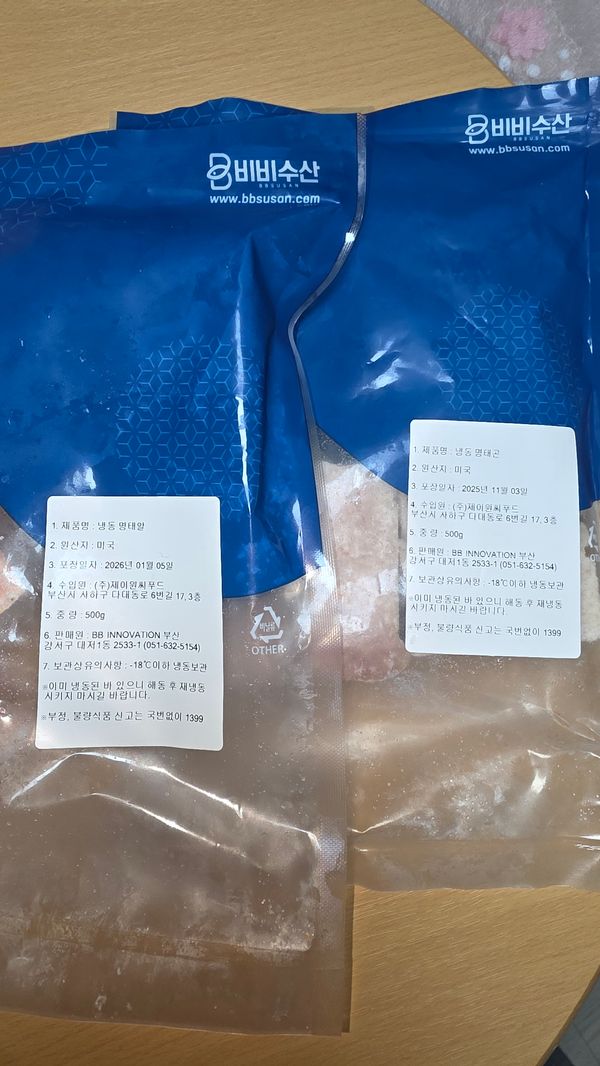 비비수산
BBSUSAN
www.bbsusan.com
1. 제품명 : 냉동 명태알
2. 원산지 : 미국
3. 포장일자 : 2026년 01월 05일
4. 수입원 : (주)제이원씨푸드
부산시 사하구 다대동로 6번길 17, 3층
5. 중 량 : 500g
6. 판매원 : BB INNOVATION 부산
강서구 대저1동 2533-1 (051-632-5154)
7. 보관상유의사항 : -18℃이하 냉동보관
※이미 냉동된 바 있으니 해동 후 재냉동
시키지 마시길 바랍니다.
※부정, 불량식품 신고는 국번없이 1399
비닐류
OTHER
비비수산
BBSUSAN
www.bbsusan.com
1. 제품명 : 냉동 명태곤
2. 원산지 : 미국
3. 포장일자 : 2025년 11월 03일
4. 수입원 : (주)제이원씨푸드
부산시 사하구 다대동로 6번길 17, 3층
5. 중 량 : 500g
6. 판매원 : BB INNOVATION 부산
강서구 대저1동 2533-1 (051-632-5154)
7. 보관상유의사항 : -18℃이하 냉동보관
※이미 냉동된 바 있으니 해동 후 재냉동
시키지 마시길 바랍니다.
※부정, 불량식품 신고는 국번없이 1399